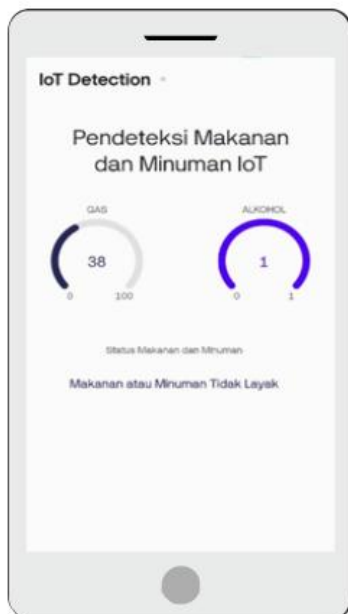 IoT Detection
Pendeteksi Makanan
dan Minuman IoT
GAS
ALKOHOL
38
1
0
100
0
1
Status Makanan dan Minuman
Makanan atau Minuman Tidak Layak